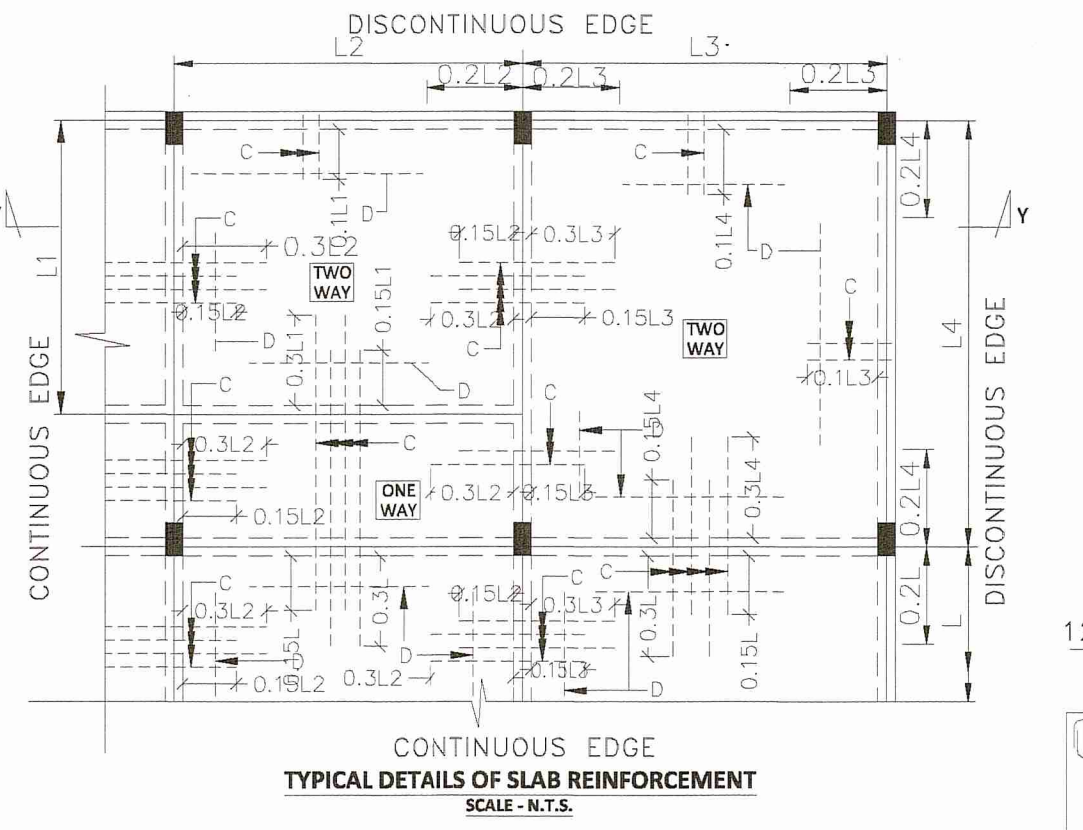 DISCONTINUOUS EDGE
L2
L3
0.2L2
0.2L3
0.2L3
C
C
0.1L1
D
0.1L4
D
0.2L4
Y
C
0.3L2
0.15L2
0.3L3
L1
TWO
WAY
0.15L1
C
0.15L2
0.3L2
0.15L3
TWO
WAY
D
0.3L1
C
D
C
0.1L3
L4
C
C
0.15L4
D
0.3L2
C
ONE
WAY
0.3L2
0.15L3
0.3L4
0.2L4
0.15L2
CONTINUOUS EDGE
DISCONTINUOUS EDGE
C
0.3L2
0.3L
0.15L2
0.3L3
C
C
0.2L
L
D
0.15L
D
0.3L
0.15L
0.15L2
0.3L2
0.15L3
D
CONTINUOUS EDGE
TYPICAL DETAILS OF SLAB REINFORCEMENT
SCALE - N.T.S.